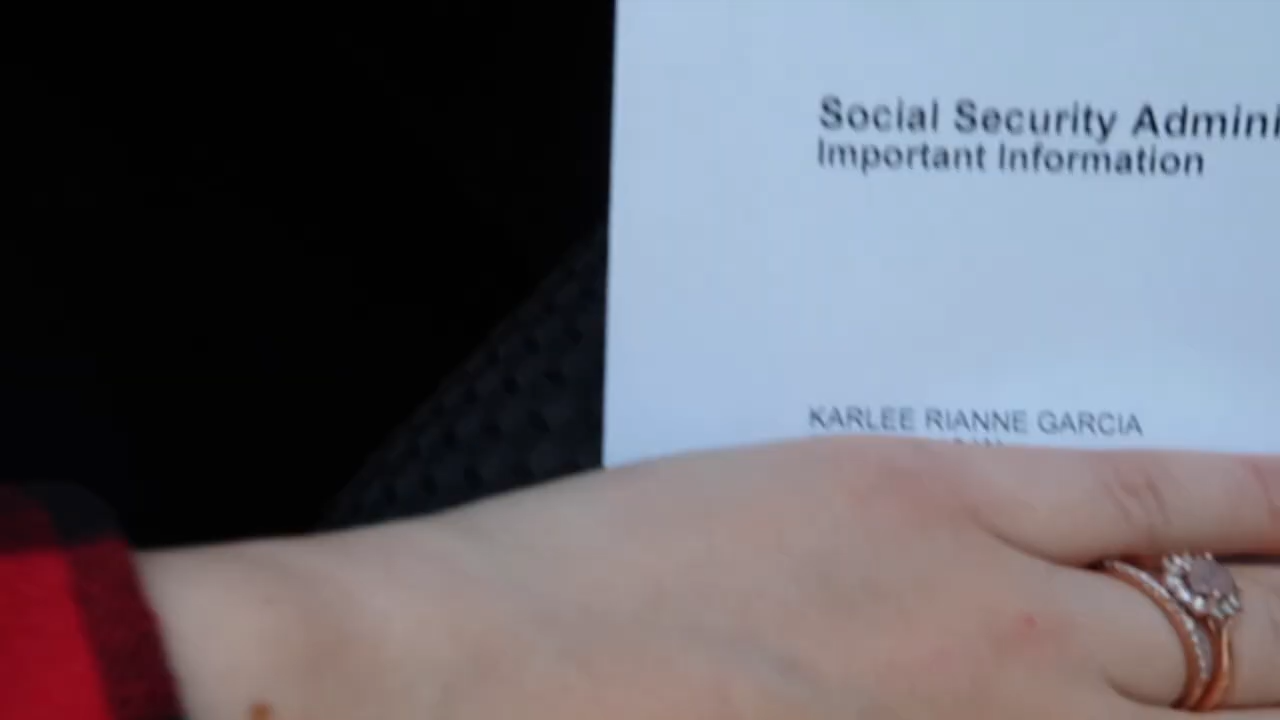 Social Security Admini
Important Information
KARLEE RIANNE GARCIA